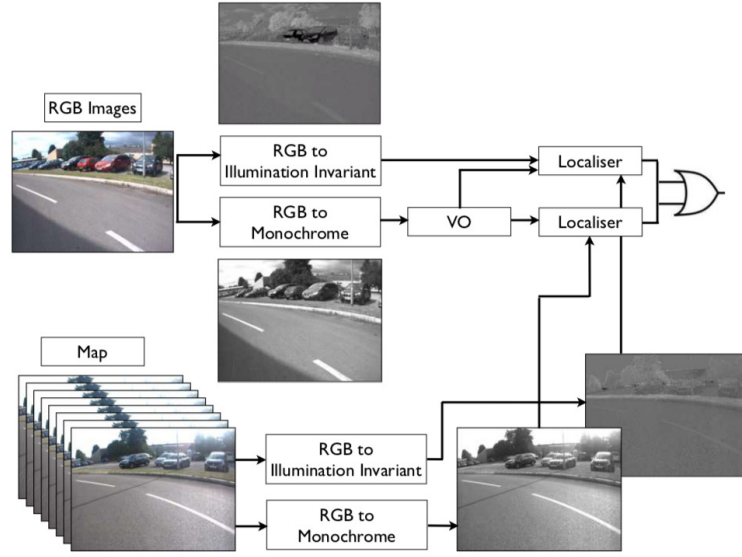 RGB Images
RGB to
Illumination Invariant
Localiser
RGB to
Monochrome
VO
Localiser
Map
RGB to
Illumination Invariant
RGB to
Monochrome